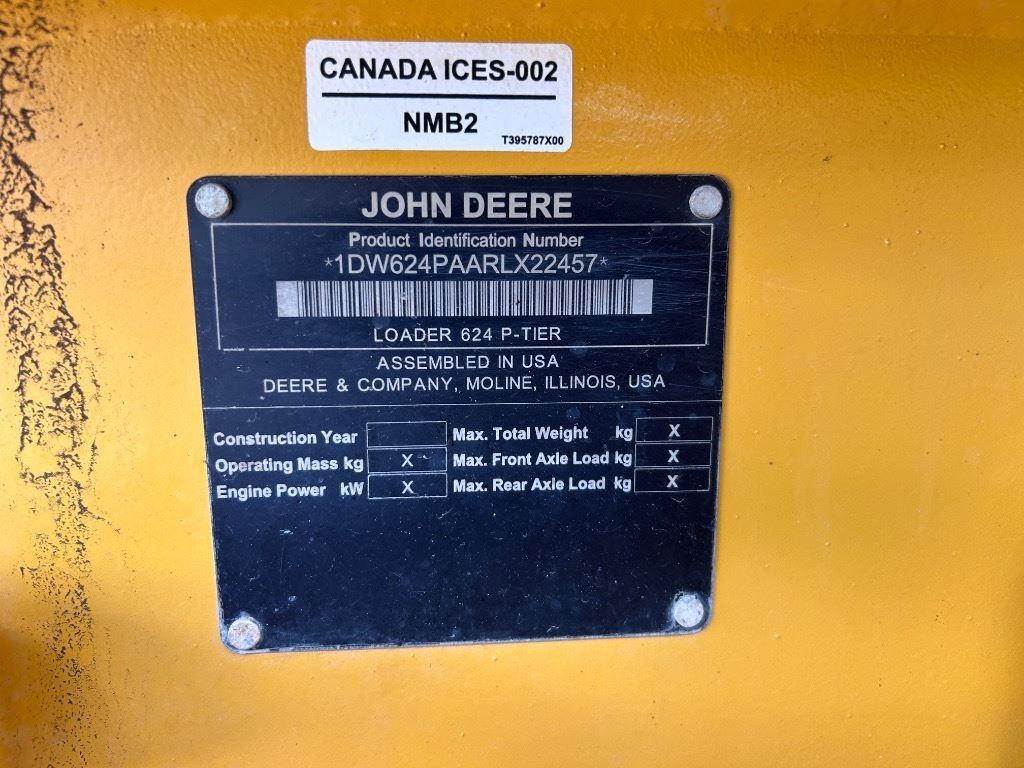 CANADA ICES-002
NMB2
T395787X00
JOHN DEERE
Product Identification Number
*1DW624PAARLX22457*
LOADER 624 P-TIER
ASSEMBLED IN USA
DEERE & COMPANY, MOLINE, ILLINOIS, USA
Construction Year Max. Total Weight kg X
Operating Mass kg X Max. Front Axle Load kg X
Engine Power kW X Max. Rear Axle Load kg X